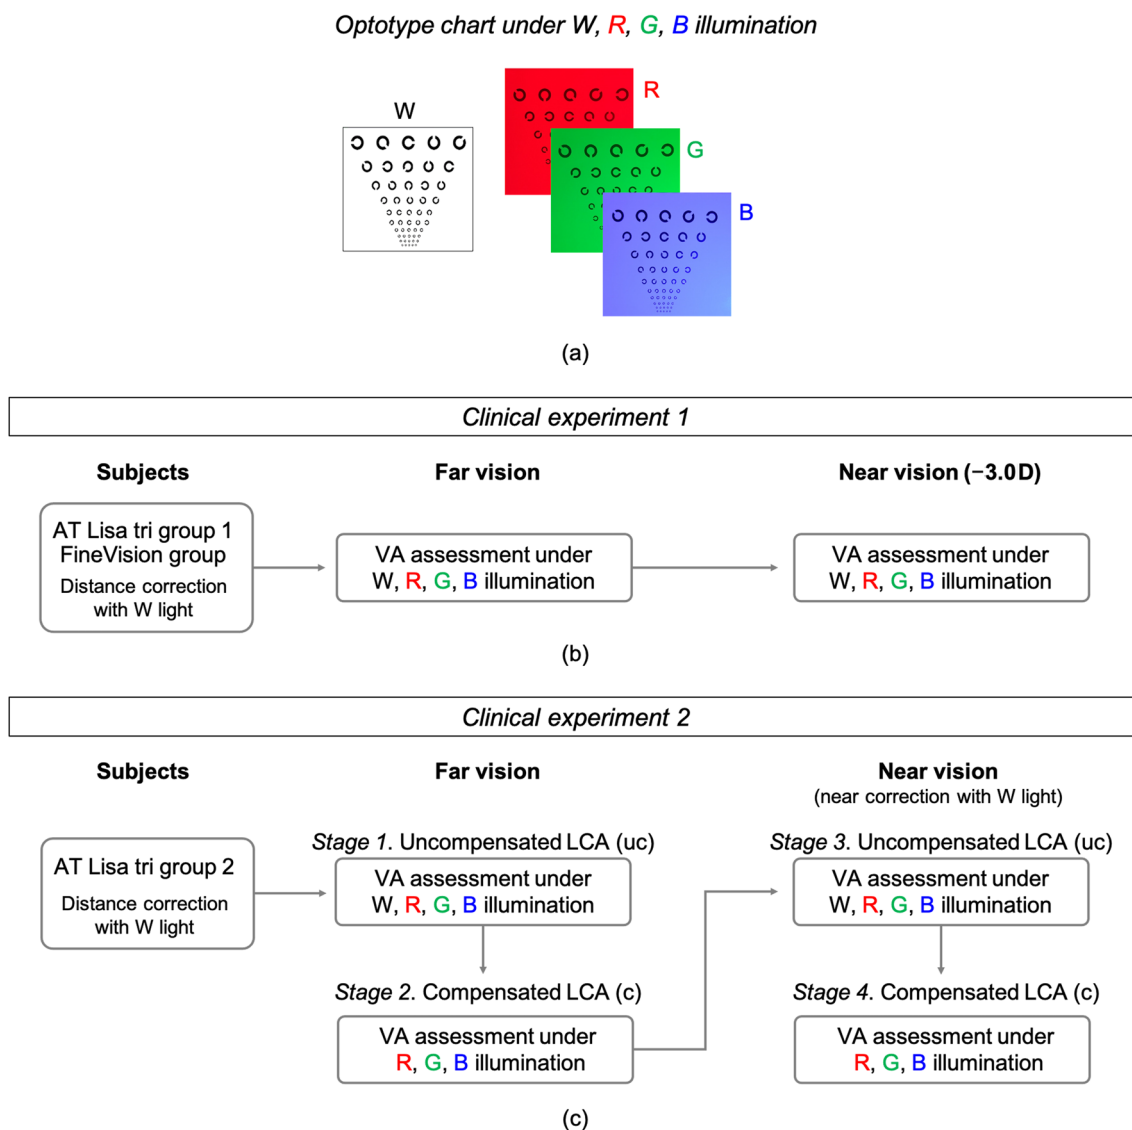 Optotype chart under W, R, G, B illumination
W
R
G
B
(a)
Clinical experiment 1
Subjects
Far vision
Near vision (−3.0D)
AT Lisa tri group 1
FineVision group
Distance correction
with W light
VA assessment under
W, R, G, B illumination
VA assessment under
W, R, G, B illumination
(b)
Clinical experiment 2
Subjects
Far vision
Near vision
(near correction with W light)
AT Lisa tri group 2
Distance correction
with W light
Stage 1. Uncompensated LCA (uc)
VA assessment under
W, R, G, B illumination
Stage 2. Compensated LCA (c)
VA assessment under
R, G, B illumination
Stage 3. Uncompensated LCA (uc)
VA assessment under
W, R, G, B illumination
Stage 4. Compensated LCA (c)
VA assessment under
R, G, B illumination
(c)